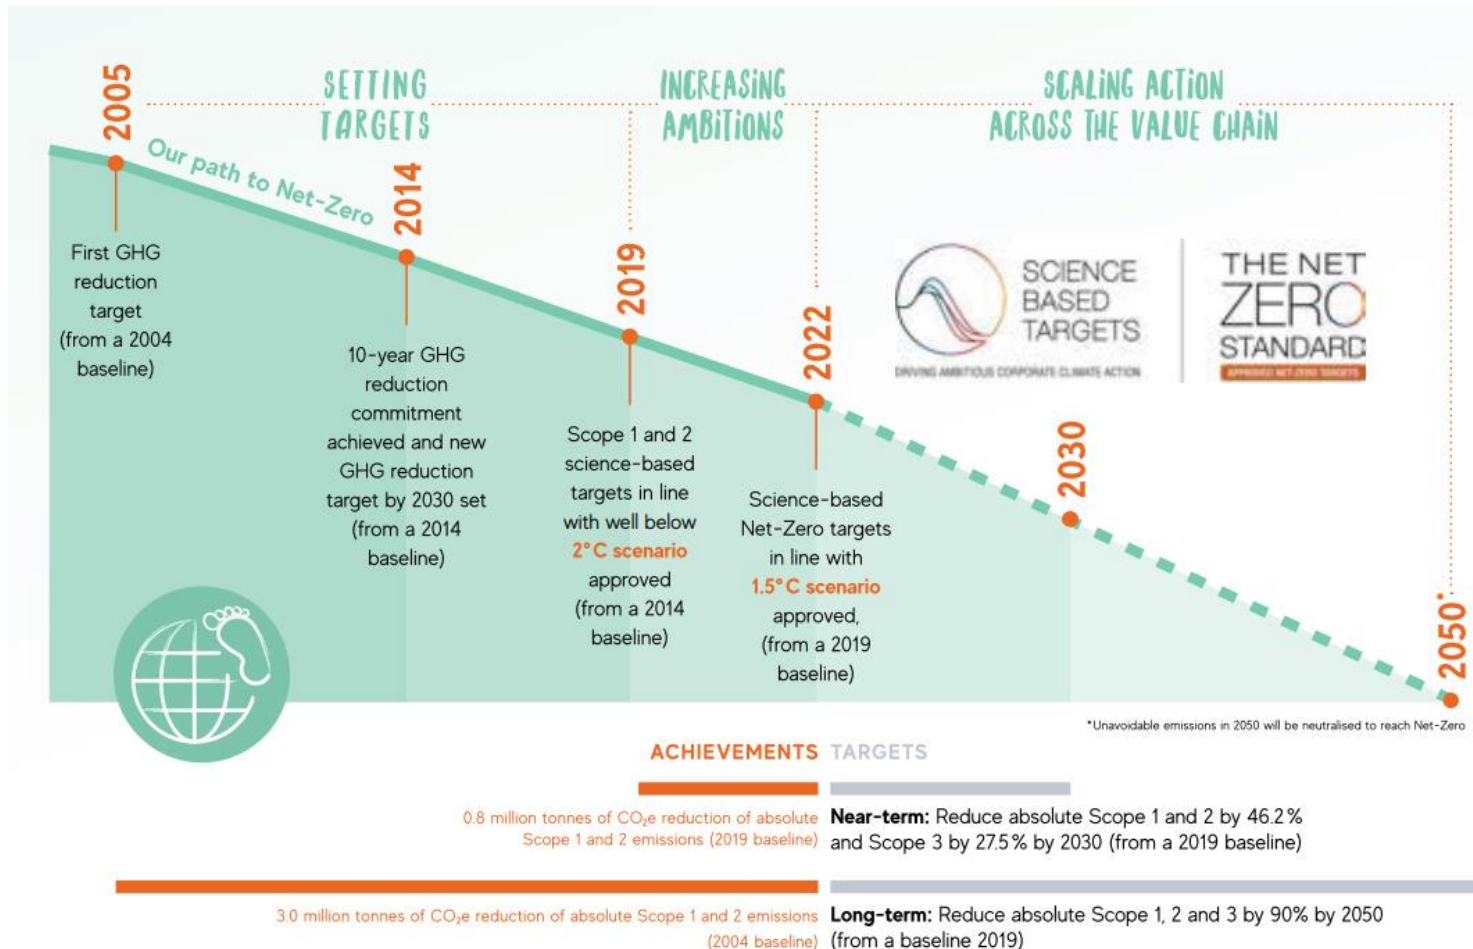 SETTING
TARGETS
INCREASING
AMBITIONS
SCALING ACTION
ACROSS THE VALUE CHAIN
2005
Our path to Net-Zero
2014
2019
2022
2030
2050*
First GHG
reduction
target
(from a 2004
baseline)
10-year GHG
reduction
commitment
achieved and new
GHG reduction
target by 2030 set
(from a 2014
baseline)
Scope 1 and 2
science-based
targets in line
with well below
2°C scenario
approved
(from a 2014
baseline)
Science-based
Net-Zero targets
in line with
1.5°C scenario
approved,
(from a 2019
baseline)
SCIENCE
BASED
TARGETS
DRIVING AMBITIOUS CORPORATE CLIMATE ACTION
THE NET
ZERO
STANDARD
APPROVED NET-ZERO TARGETS
*Unavoidable emissions in 2050 will be neutralised to reach Net-Zero
ACHIEVEMENTS
TARGETS
0.8 million tonnes of CO₂e reduction of absolute
Scope 1 and 2 emissions (2019 baseline)
Near-term: Reduce absolute Scope 1 and 2 by 46.2%
and Scope 3 by 27.5% by 2030 (from a 2019 baseline)
3.0 million tonnes of CO₂e reduction of absolute Scope 1 and 2 emissions
(2004 baseline)
Long-term: Reduce absolute Scope 1, 2 and 3 by 90% by 2050
(from a baseline 2019)